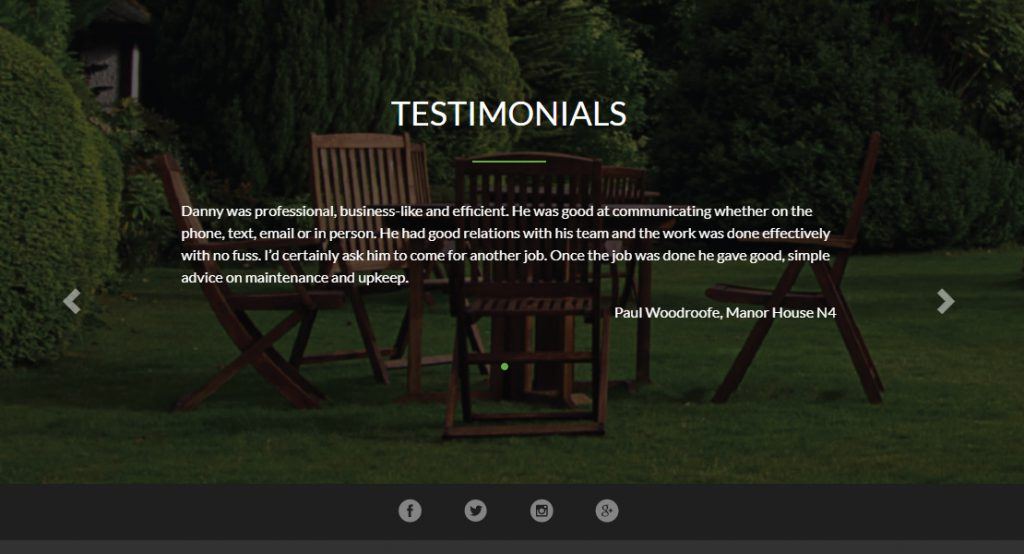 TESTIMONIALS
Danny was professional, business-like and efficient. He was good at communicating whether on the
phone, text, email or in person. He had good relations with his team and the work was done effectively
with no fuss. I'd certainly ask him to come for another job. Once the job was done he gave good, simple
advice on maintenance and upkeep.
Paul Woodroofe, Manor House N4